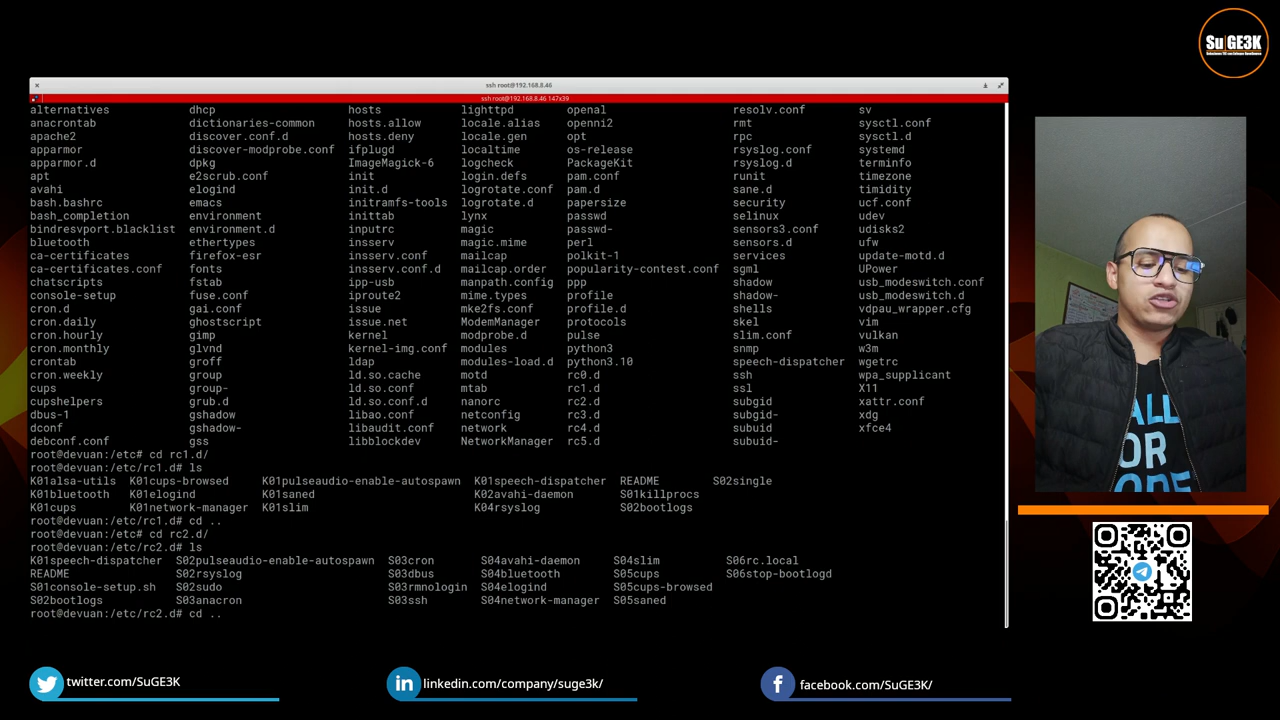 Su GE3K
ssh root@192.168.8.46
ssh root@192.168.8.46 147x39
alternatives dhcp hosts lighttpd openal resolv.conf sv
anacrontab dictionaries-common hosts.allow locale.alias openni2 rmt sysctl.conf
apache2 discover.conf.d hosts.deny locale.gen opt rpc sysctl.d
apparmor discover-modprobe.conf ifplugd localtime os-release rsyslog.conf systemd
apparmor.d dpkg ImageMagick-6 logcheck PackageKit rsyslog.d terminfo
apt e2scrub.conf init login.defs pam.conf runit timezone
avahi elogind init.d logrotate.conf pam.d sane.d timidity
bash.bashrc emacs initramfs-tools logrotate.d papersize security ucf.conf
bash_completion environment inittab lynx passwd selinux udev
bindresvport.blacklist environment.d inputrc magic passwd- sensors3.conf udisks2
bluetooth ethertypes insserv magic.mime perl sensors.d ufw
ca-certificates firefox-esr insserv.conf mailcap polkit-1 services update-motd.d
ca-certificates.conf fonts insserv.conf.d mailcap.order popularity-contest.conf sgml UPower
chatscripts fstab ipp-usb manpath.config ppp shadow usb_modeswitch.conf
console-setup fuse.conf iproute2 mime.types profile shadow- usb_modeswitch.d
cron.d gai.conf issue mke2fs.conf profile.d shells vdpau_wrapper.cfg
cron.daily ghostscript issue.net ModemManager protocols skel vim
cron.hourly gimp kernel modprobe.d pulse slim.conf vulkan
cron.monthly glvnd kernel-img.conf modules python3 snmp w3m
crontab groff ldap modules-load.d python3.10 speech-dispatcher wgetrc
cron.weekly group ld.so.cache motd rc0.d ssh wpa_supplicant
cups group- ld.so.conf mtab rc1.d ssl X11
cupshelpers grub.d ld.so.conf.d nanorc rc2.d subgid xattr.conf
dbus-1 gshadow libao.conf netconfig rc3.d subgid- xdg
dconf gshadow- libaudit.conf network rc4.d subuid xfce4
debconf.conf gss libblockdev NetworkManager rc5.d subuid-
root@devuan:/etc# cd rc1.d/
root@devuan:/etc/rc1.d# ls
K01alsa-utils K01cups-browsed K01pulseaudio-enable-autospawn K01speech-dispatcher README S02single
K01bluetooth K01elogind K01saned K02avahi-daemon S01killprocs
K01cups K01network-manager K01slim K04rsyslog S02bootlogs
root@devuan:/etc/rc1.d# cd ..
root@devuan:/etc# cd rc2.d/
root@devuan:/etc/rc2.d# ls
K01speech-dispatcher S02pulseaudio-enable-autospawn S03cron S04avahi-daemon S04slim S06rc.local
README S02rsyslog S03dbus S04bluetooth S05cups S06stop-bootlogd
S01console-setup.sh S02sudo S03rmnologin S04elogind S05cups-browsed
S02bootlogs S03anacron S03ssh S04network-manager S05saned
root@devuan:/etc/rc2.d# cd ..
twitter.com/SuGE3K
linkedin.com/company/suge3k/
facebook.com/SuGE3K/